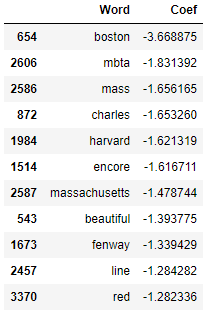 Word Coef
654 boston -3.668875
2606 mbta -1.831392
2586 mass -1.656165
872 charles -1.653260
1984 harvard -1.621319
1514 encore -1.616711
2587 massachusetts -1.478744
543 beautiful -1.393775
1673 fenway -1.339429
2457 line -1.284282
3370 red -1.282336